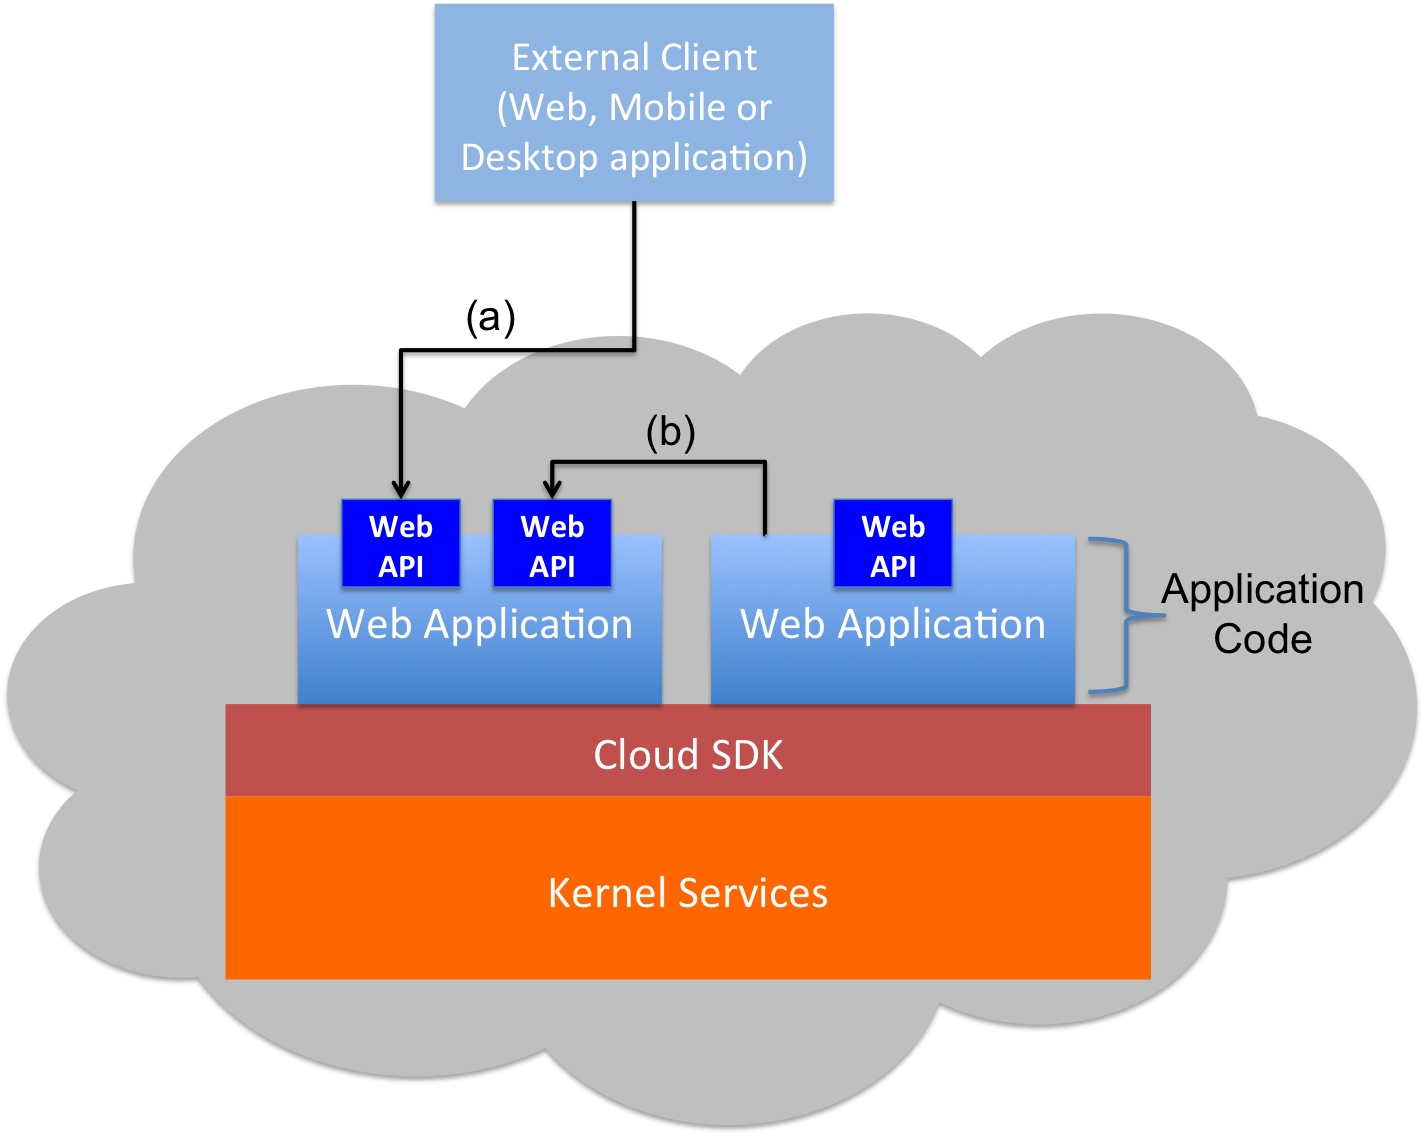 External Client
(Web, Mobile or
Desktop application)
(a)
(b)
Web
API
Web
API
Web
API
Web Application
Web Application
Application
Code
Cloud SDK
Kernel Services